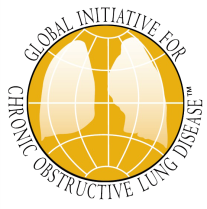 GLOBAL INITIATIVE FOR
CHRONIC OBSTRUCTIVE LUNG DISEASE™